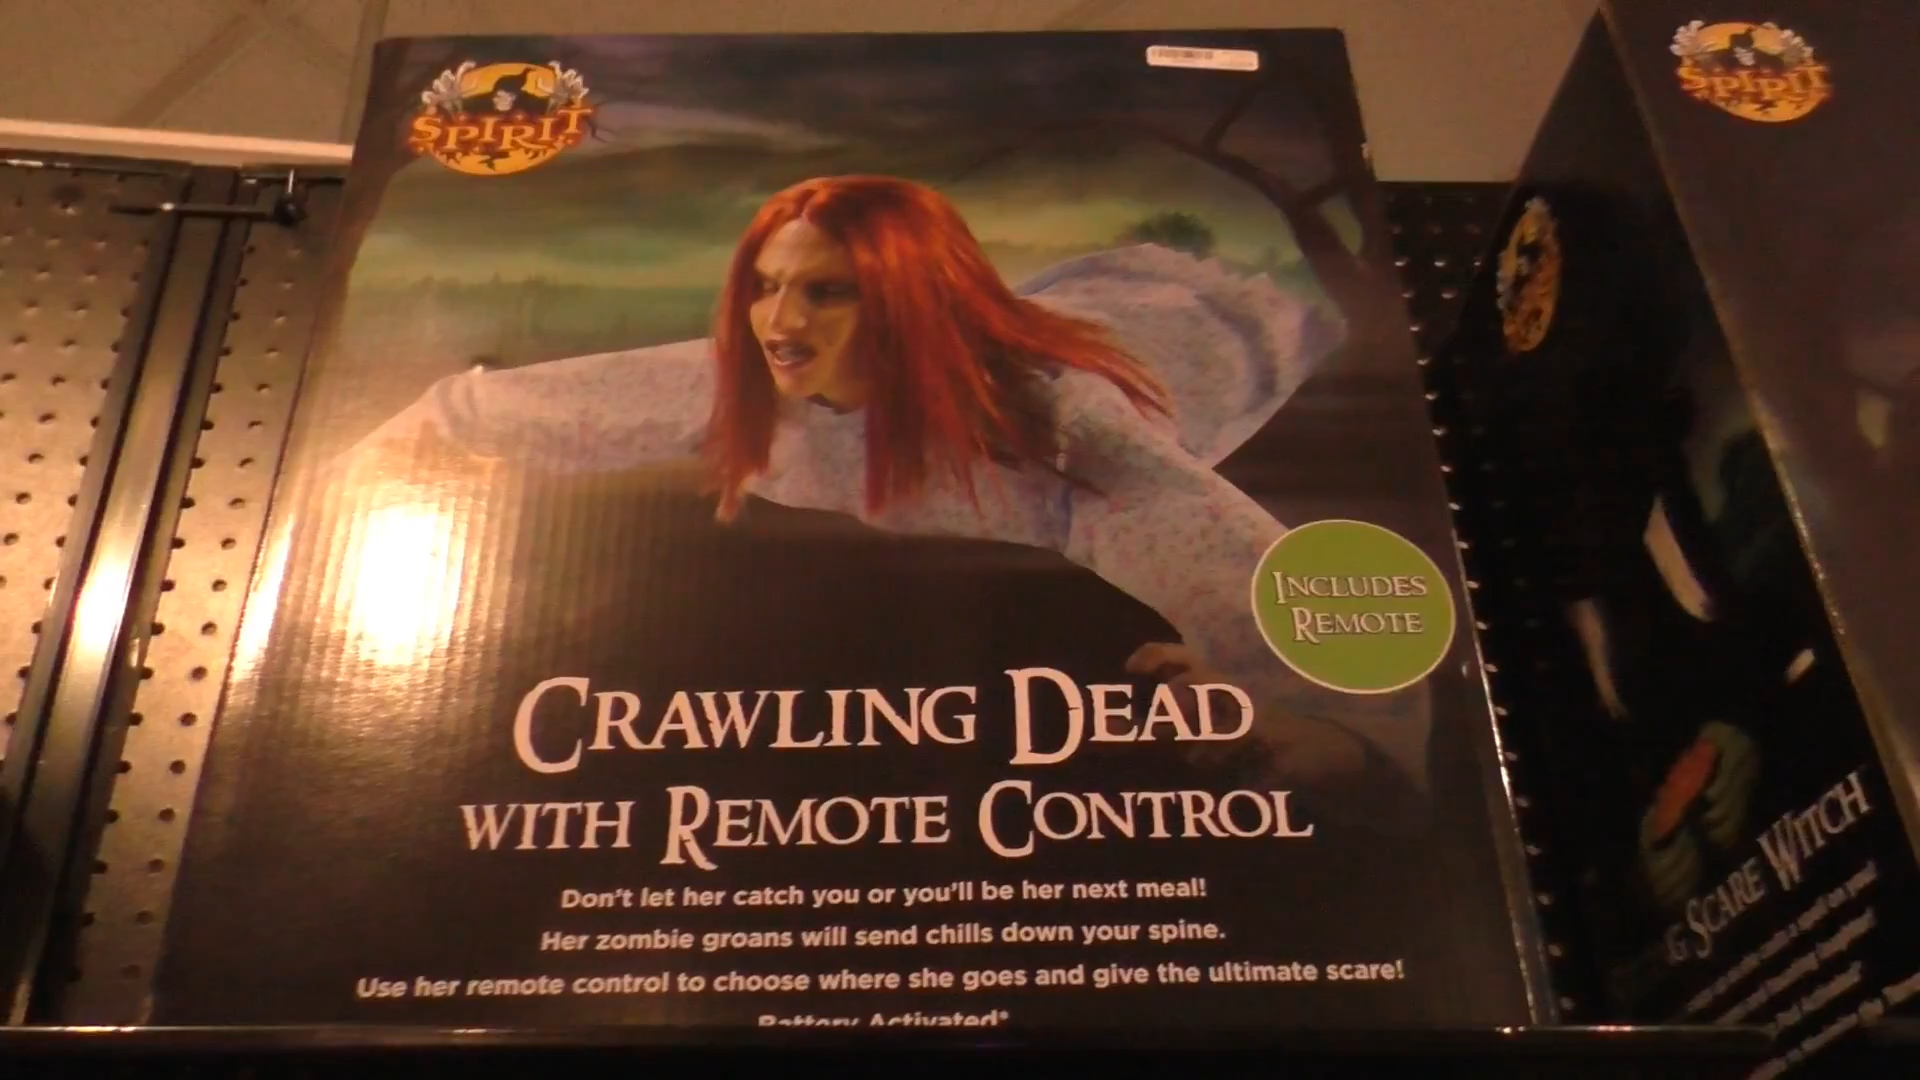 SPIRIT
INCLUDES
REMOTE
CRAWLING DEAD
WITH REMOTE CONTROL
Don't let her catch you or you'll be her next meal!
Her zombie groans will send chills down your spine.
Use her remote control to choose where she goes and give the ultimate scare!
Battery Activated*
SPIRIT
G SCARE WITCH